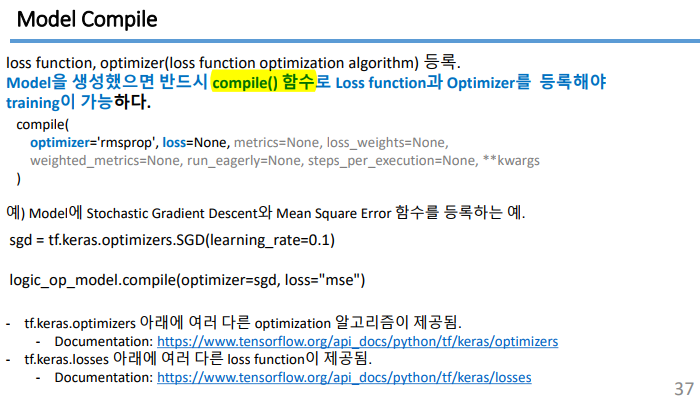 Model Compile
loss function, optimizer(loss function optimization algorithm) 등록.
Model을 생성했으면 반드시 compile() 함수로 Loss function과 Optimizer를 등록해야
training이 가능하다.
compile(
optimizer='rmsprop', loss=None, metrics=None, loss_weights=None,
weighted_metrics=None, run_eagerly=None, steps_per_execution=None, **kwargs
)
예) Model에 Stochastic Gradient Descent와 Mean Square Error 함수를 등록하는 예.
sgd = tf.keras.optimizers.SGD(learning_rate=0.1)
logic_op_model.compile(optimizer=sgd, loss="mse")
- tf.keras.optimizers 아래에 여러 다른 optimization 알고리즘이 제공됨.
- Documentation: https://www.tensorflow.org/api_docs/python/tf/keras/optimizers
- tf.keras.losses 아래에 여러 다른 loss function이 제공됨.
- Documentation: https://www.tensorflow.org/api_docs/python/tf/keras/losses
37